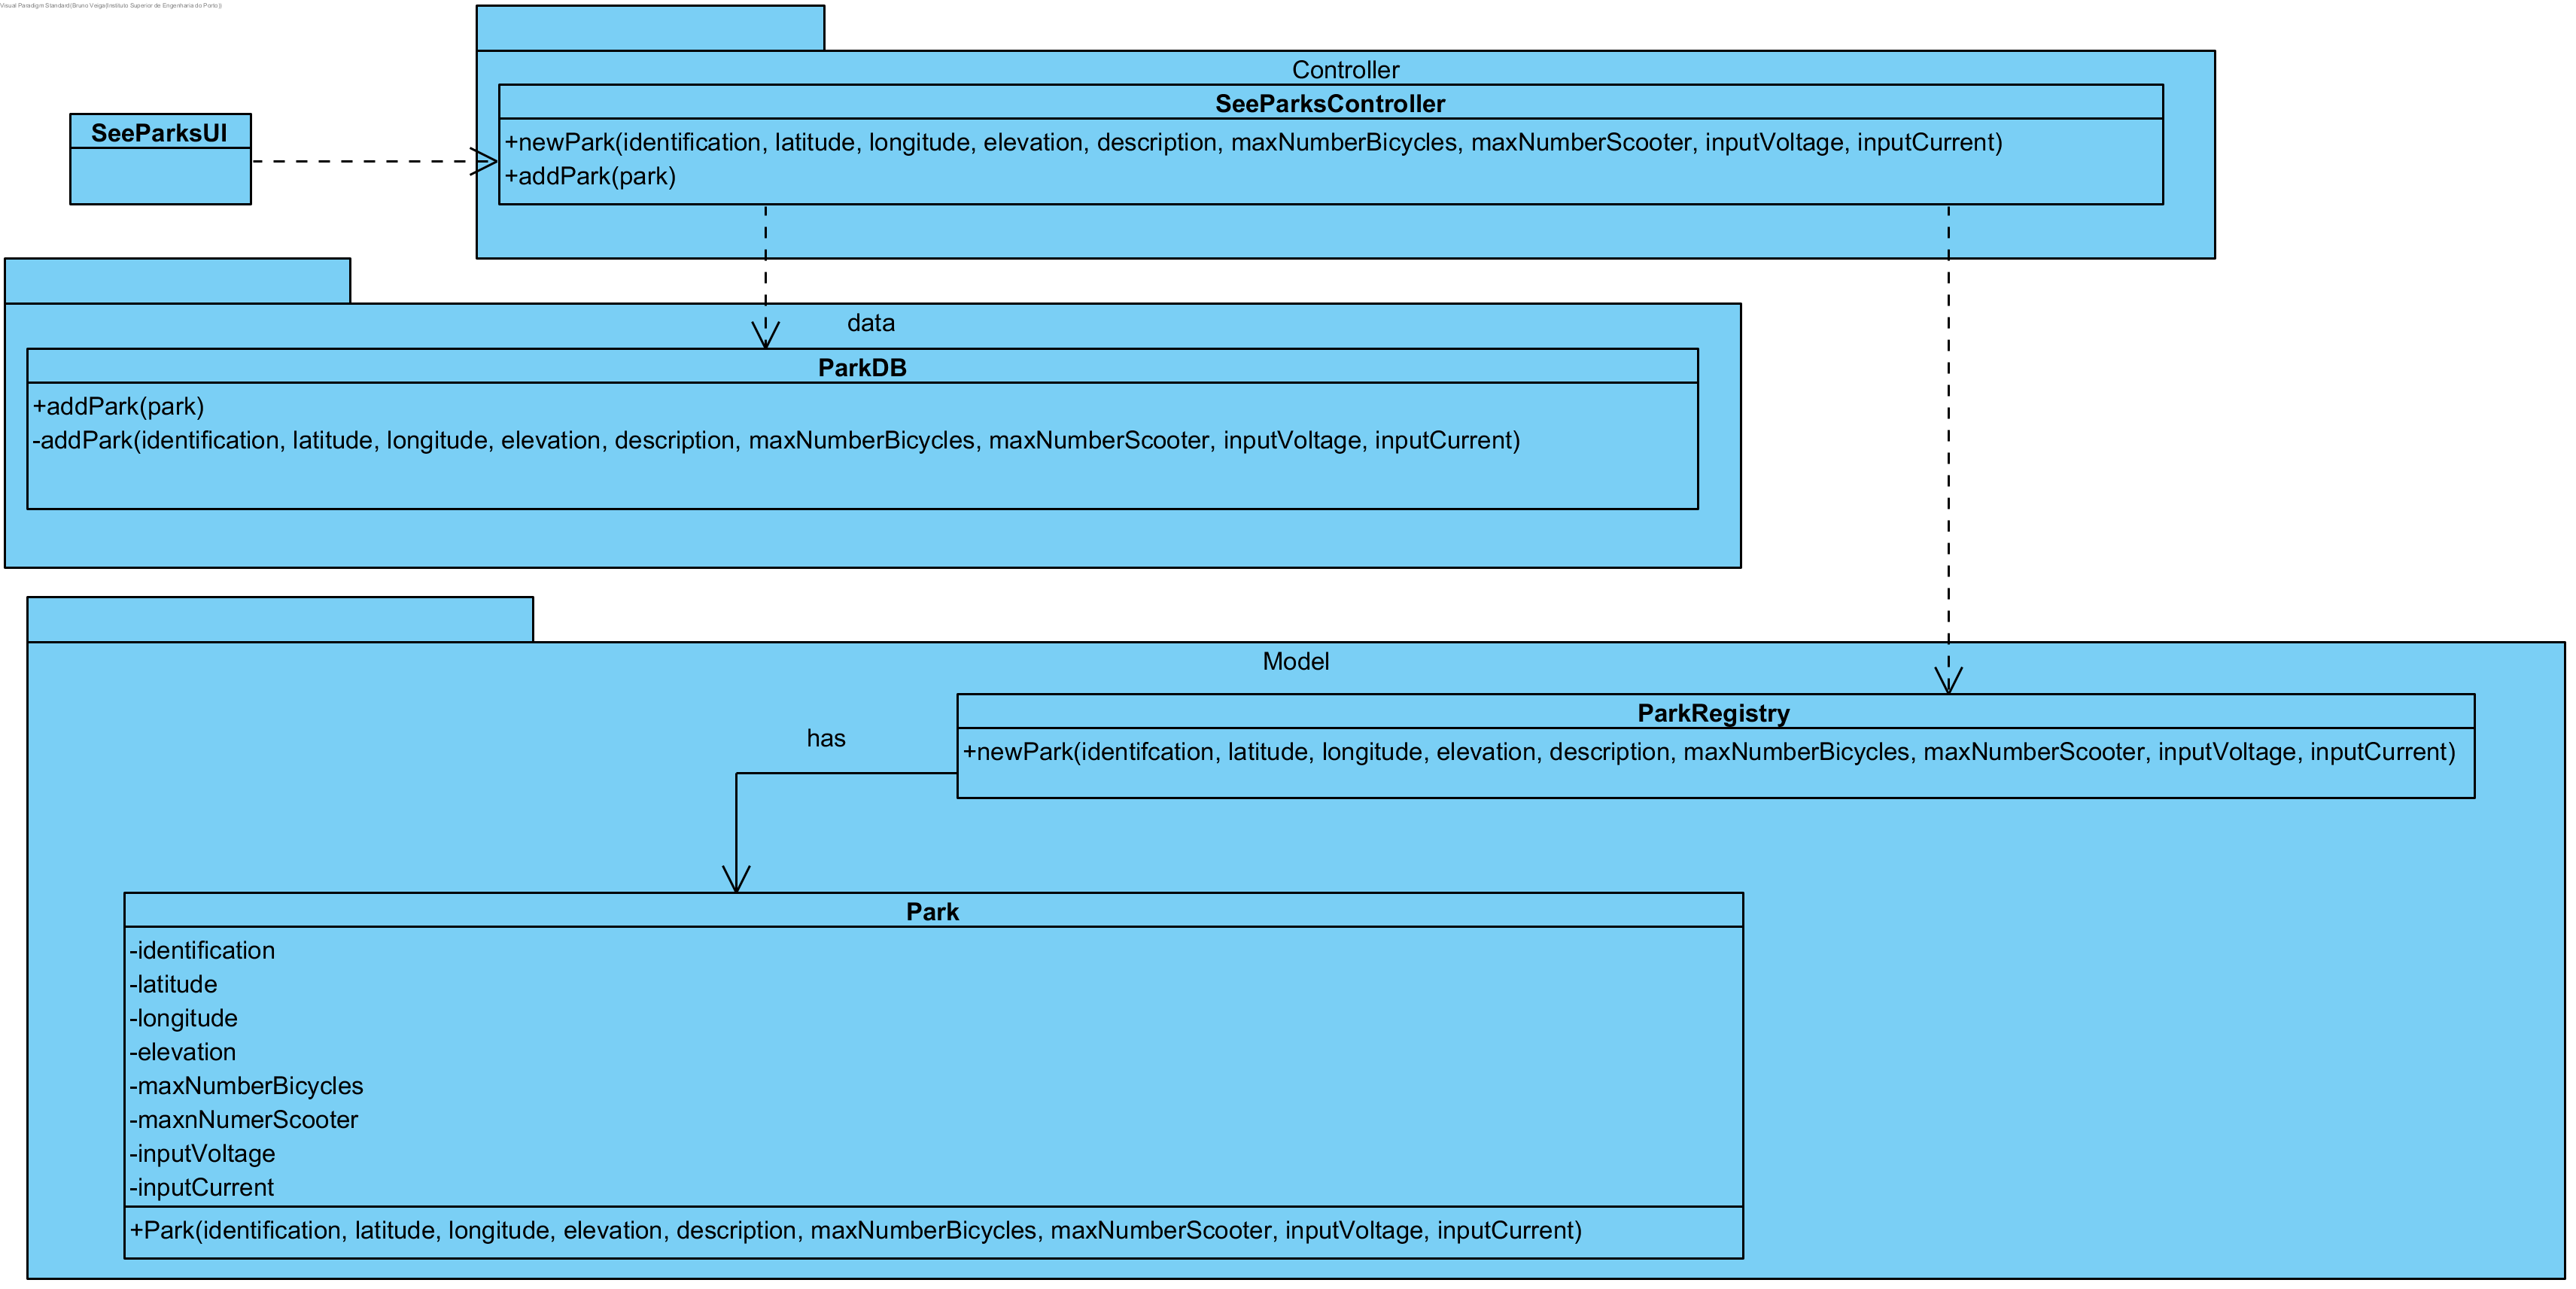 Visual Paradigm Standard(Bruno Veiga(Instituto Superior de Engenharia do Porto))
Controller
SeeParksController
+newPark(identification, latitude, longitude, elevation, description, maxNumberBicycles, maxNumberScooter, inputVoltage, inputCurrent)
+addPark(park)
SeeParksUI
data
ParkDB
+addPark(park)
-addPark(identification, latitude, longitude, elevation, description, maxNumberBicycles, maxNumberScooter, inputVoltage, inputCurrent)
Model
ParkRegistry
+newPark(identifcation, latitude, longitude, elevation, description, maxNumberBicycles, maxNumberScooter, inputVoltage, inputCurrent)
has
Park
-identification
-latitude
-longitude
-elevation
-maxNumberBicycles
-maxnNumerScooter
-inputVoltage
-inputCurrent
+Park(identification, latitude, longitude, elevation, description, maxNumberBicycles, maxNumberScooter, inputVoltage, inputCurrent)